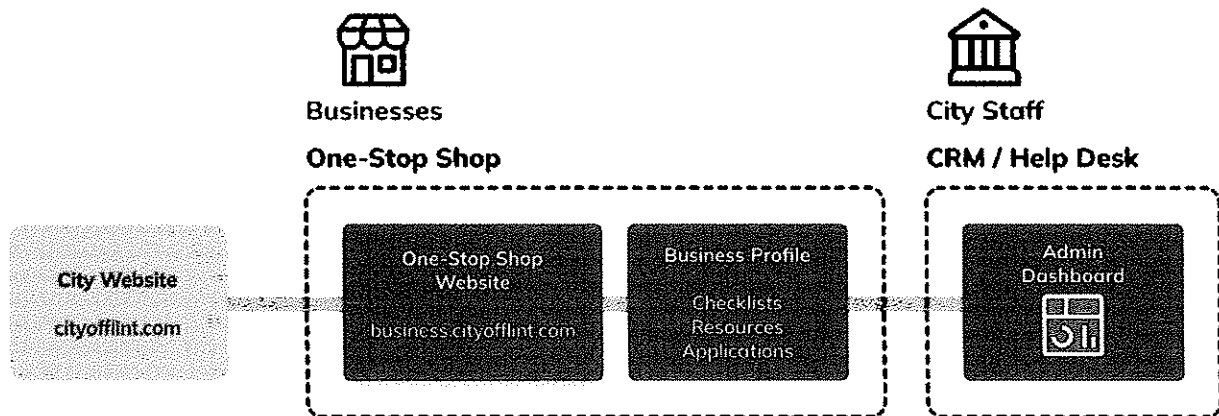 Businesses
One-Stop Shop
City Staff
CRM / Help Desk
City Website
cityofflint.com
One-Stop Shop
Website
business.cityofflint.com
Business Profile
Checklists
Resources
Applications
Admin
Dashboard